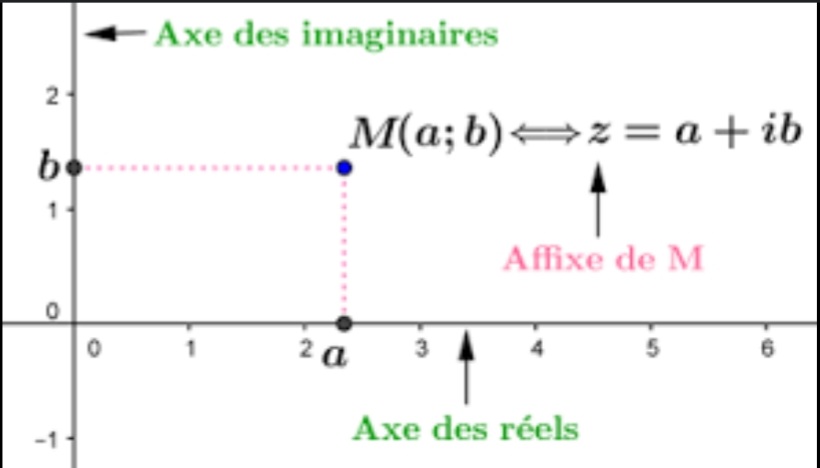 Axe des imaginaires
2
M(a; b) ⟺ z = a + ib
b
1
Affixe de M
0
0 1 2 a 3 4 5 6
Axe des réels
−1